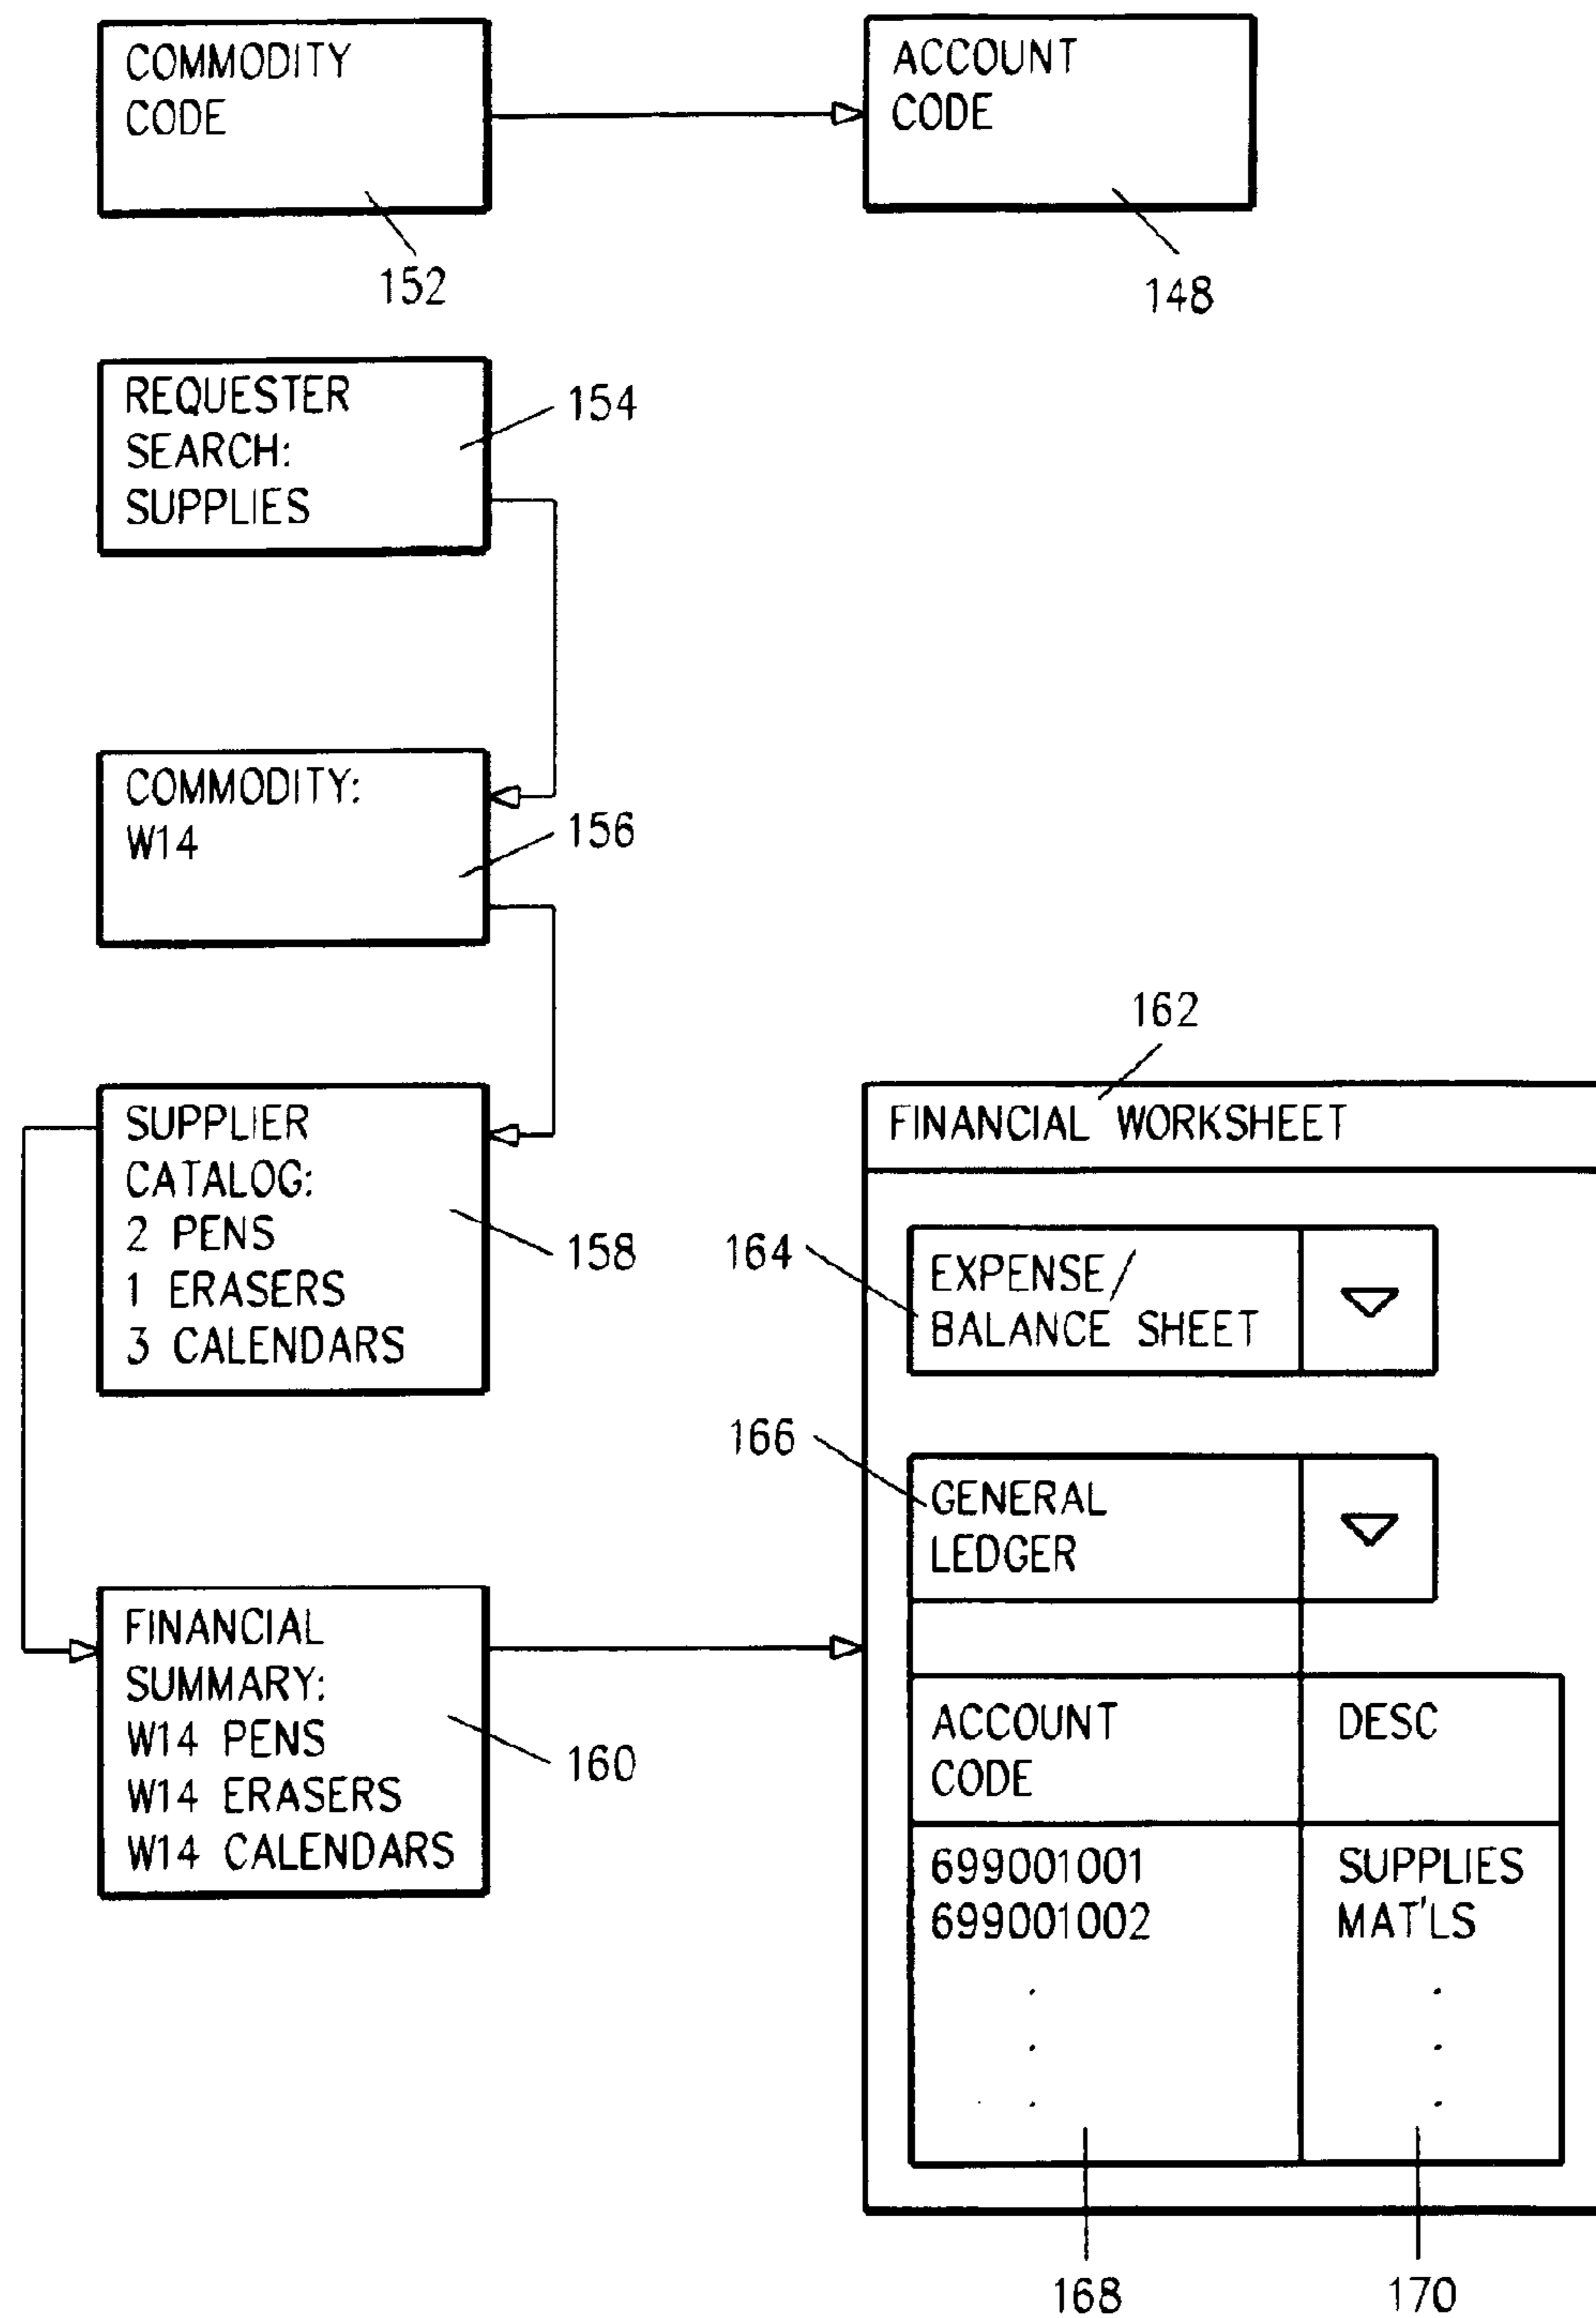 COMMODITY
CODE
152
ACCOUNT
CODE
148
REQUESTER
SEARCH:
SUPPLIES
154
COMMODITY:
W14
156
SUPPLIER
CATALOG:
2 PENS
1 ERASERS
3 CALENDARS
158
FINANCIAL
SUMMARY:
W14 PENS
W14 ERASERS
W14 CALENDARS
160
162
FINANCIAL WORKSHEET
164
EXPENSE/
BALANCE SHEET
166
GENERAL
LEDGER
ACCOUNT
CODE
DESC
699001001
SUPPLIES
699001002
MAT'LS
168
170